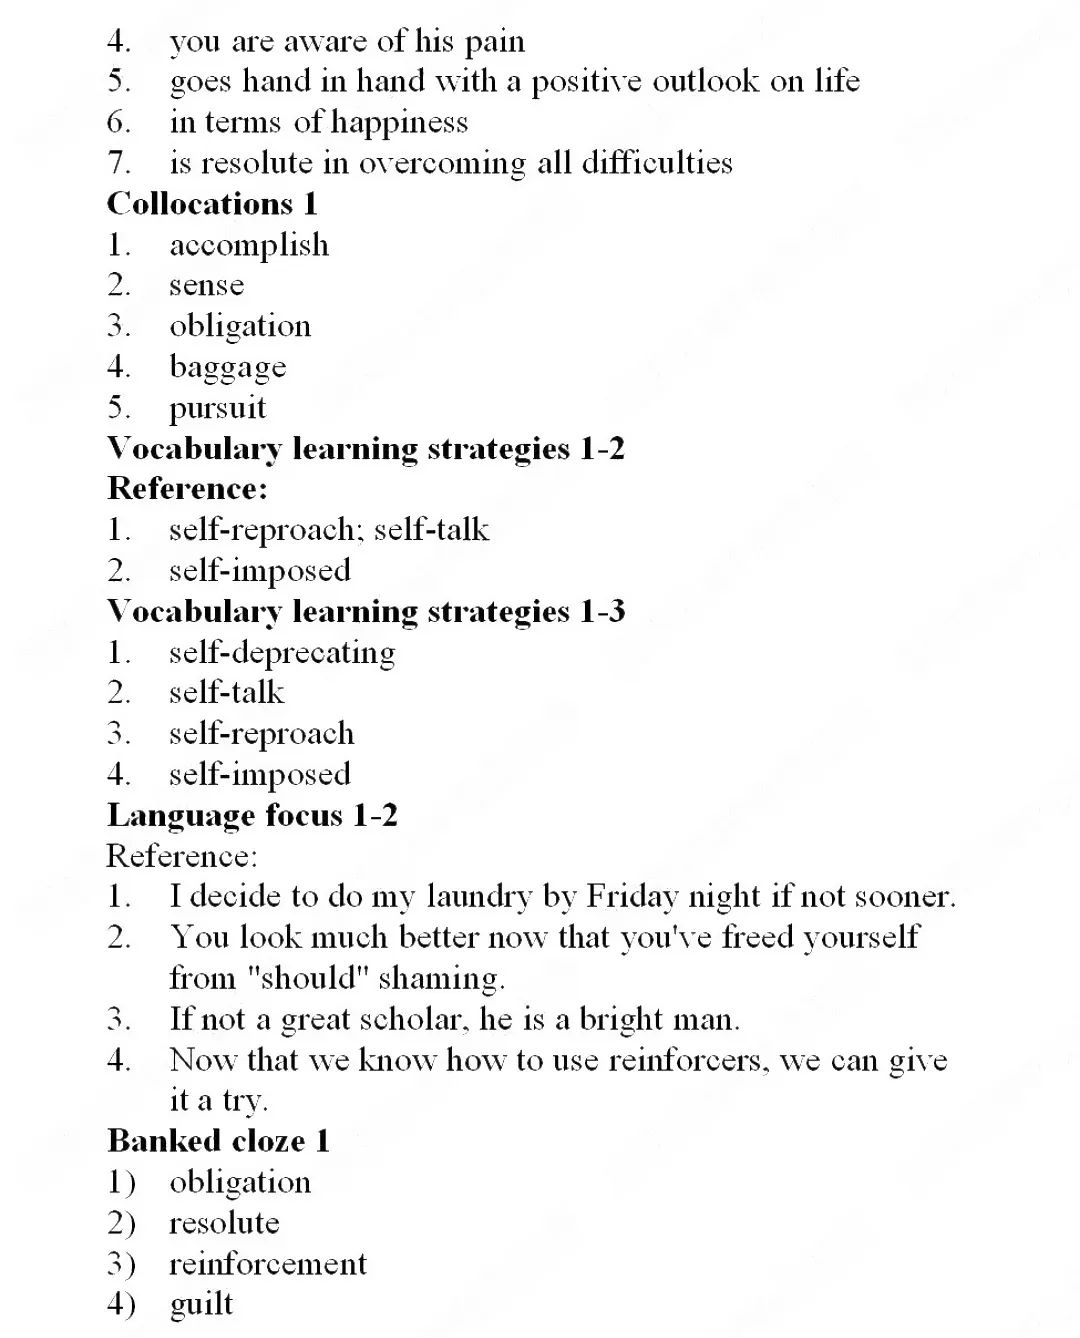 4. you are aware of his pain
5. goes hand in hand with a positive outlook on life
6. in terms of happiness
7. is resolute in overcoming all difficulties
Collocations 1
1. accomplish
2. sense
3. obligation
4. baggage
5. pursuit
Vocabulary learning strategies 1-2
Reference:
1. self-reproach; self-talk
2. self-imposed
Vocabulary learning strategies 1-3
1. self-deprecating
2. self-talk
3. self-reproach
4. self-imposed
Language focus 1-2
Reference:
1. I decide to do my laundry by Friday night if not sooner.
2. You look much better now that you've freed yourself
from "should" shaming.
3. If not a great scholar, he is a bright man.
4. Now that we know how to use reinforcers, we can give
it a try.
Banked cloze 1
1) obligation
2) resolute
3) reinforcement
4) guilt